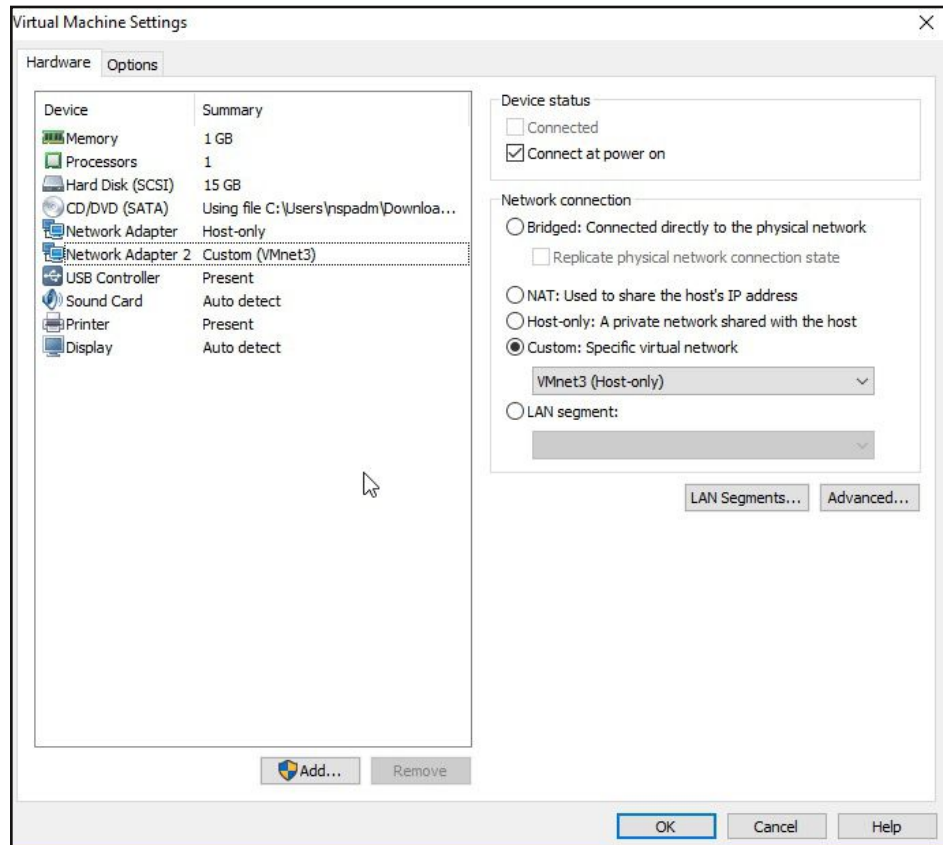 Virtual Machine Settings
Hardware Options
Device Summary
Memory 1 GB
Processors 1
Hard Disk (SCSI) 15 GB
CD/DVD (SATA) Using file C:\Users\nspadm\Downloa...
Network Adapter Host-only
Network Adapter 2 Custom (VMnet3)
USB Controller Present
Sound Card Auto detect
Printer Present
Display Auto detect
Add... Remove
Device status
Connected
Connect at power on
Network connection
Bridged: Connected directly to the physical network
Replicate physical network connection state
NAT: Used to share the host's IP address
Host-only: A private network shared with the host
Custom: Specific virtual network
VMnet3 (Host-only)
LAN segment:
LAN Segments... Advanced...
OK Cancel Help